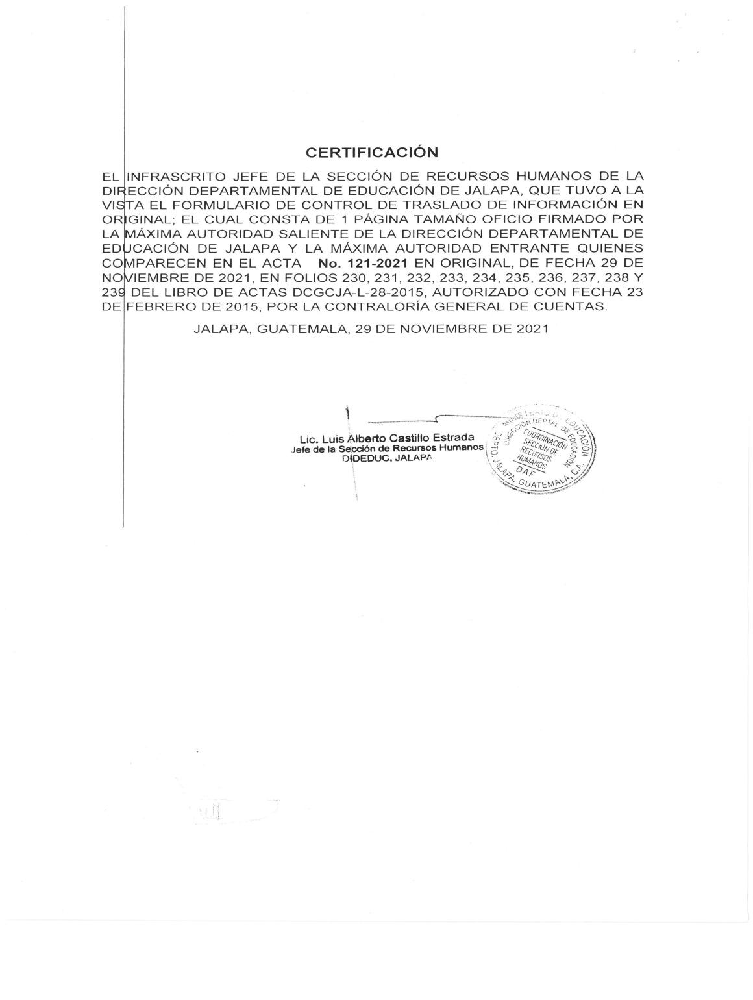 CERTIFICACIÓN
EL INFRASCRITO JEFE DE LA SECCIÓN DE RECURSOS HUMANOS DE LA
DIRECCIÓN DEPARTAMENTAL DE EDUCACIÓN DE JALAPA, QUE TUVO A LA
VISTA EL FORMULARIO DE CONTROL DE TRASLADO DE INFORMACIÓN EN
ORIGINAL; EL CUAL CONSTA DE 1 PÁGINA TAMAÑO OFICIO FIRMADO POR
LA MÁXIMA AUTORIDAD SALIENTE DE LA DIRECCIÓN DEPARTAMENTAL DE
EDUCACIÓN DE JALAPA Y LA MÁXIMA AUTORIDAD ENTRANTE QUIENES
COMPARECEN EN EL ACTA No. 121-2021 EN ORIGINAL, DE FECHA 29 DE
NOVIEMBRE DE 2021, EN FOLIOS 230, 231, 232, 233, 234, 235, 236, 237, 238 Y
239 DEL LIBRO DE ACTAS DCGCJA-L-28-2015, AUTORIZADO CON FECHA 23
DE FEBRERO DE 2015, POR LA CONTRALORÍA GENERAL DE CUENTAS.
JALAPA, GUATEMALA, 29 DE NOVIEMBRE DE 2021
Lic. Luis Alberto Castillo Estrada
Jefe de la Sección de Recursos Humanos
DIDEDUC, JALAPA
MINISTERIO DE EDUCACIÓN
DIRECCIÓN DEPTAL DE EDUCACIÓN
COORDINACIÓN
SECCIÓN DE
RECURSOS
HUMANOS
DAF
DEPTO. JALAPA, GUATEMALA, C.A.